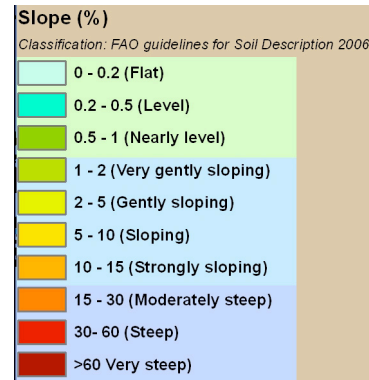 Slope (%)
Classification: FAO guidelines for Soil Description 2006
0 - 0.2 (Flat)
0.2 - 0.5 (Level)
0.5 - 1 (Nearly level)
1 - 2 (Very gently sloping)
2 - 5 (Gently sloping)
5 - 10 (Sloping)
10 - 15 (Strongly sloping)
15 - 30 (Moderately steep)
30- 60 (Steep)
>60 Very steep)